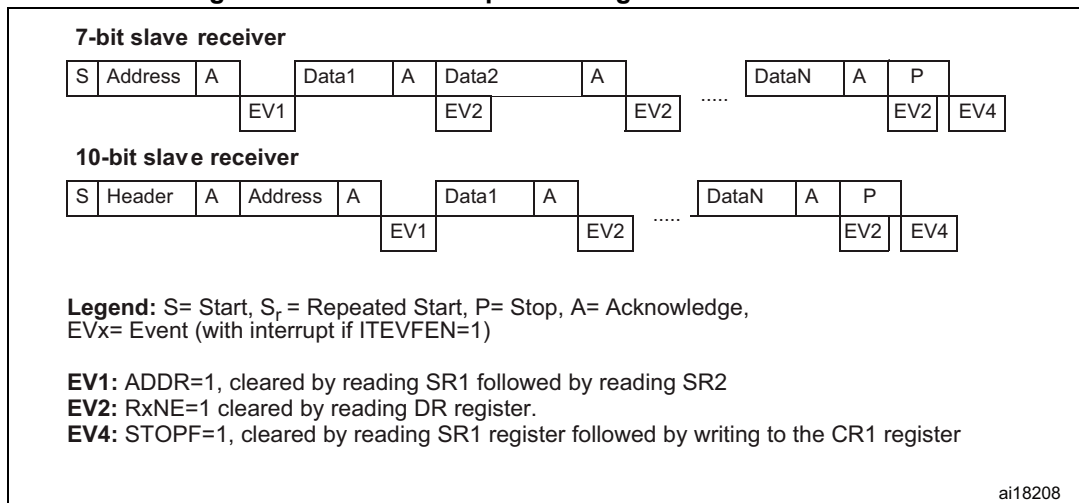 7-bit slave receiver
S Address A Data1 A Data2 A ..... DataN A P
EV1 EV2 EV2 EV2 EV4
10-bit slave receiver
S Header A Address A Data1 A ..... DataN A P
EV1 EV2 EV2 EV4
Legend: S= Start, Sr = Repeated Start, P= Stop, A= Acknowledge,
EVx= Event (with interrupt if ITEVFEN=1)
EV1: ADDR=1, cleared by reading SR1 followed by reading SR2
EV2: RxNE=1 cleared by reading DR register.
EV4: STOPF=1, cleared by reading SR1 register followed by writing to the CR1 register
ai18208